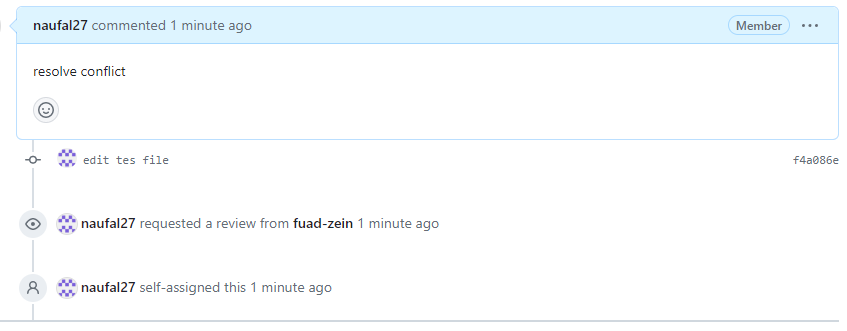 naufal27 commented 1 minute ago Member
resolve conflict
edit tes file f4a086e
naufal27 requested a review from fuad-zein 1 minute ago
naufal27 self-assigned this 1 minute ago